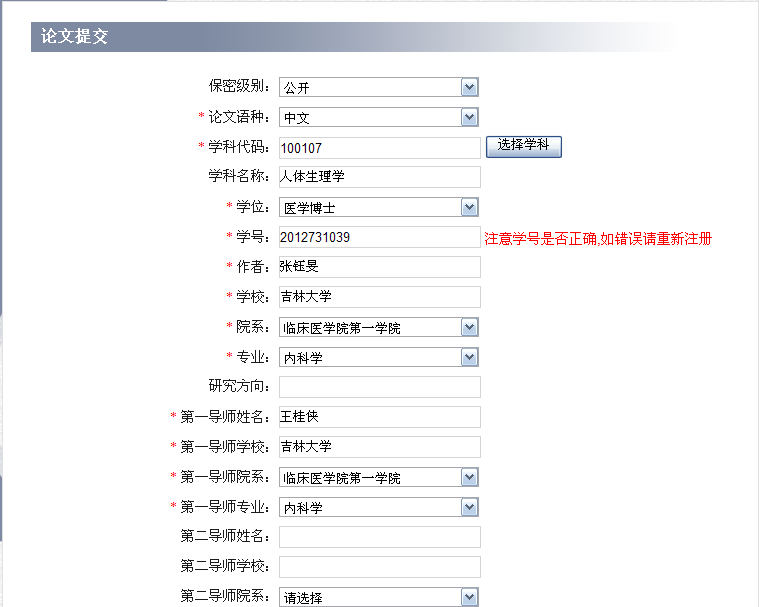 论文提交
保密级别： 公开
* 论文语种： 中文
* 学科代码： 100107 选择学科
学科名称： 人体生理学
* 学位： 医学博士
* 学号： 2012731039 注意学号是否正确,如错误请重新注册
* 作者： 张钰旻
* 学校： 吉林大学
* 院系： 临床医学院第一学院
* 专业： 内科学
研究方向：
* 第一导师姓名： 王桂侠
* 第一导师学校： 吉林大学
* 第一导师院系： 临床医学院第一学院
* 第一导师专业： 内科学
第二导师姓名：
第二导师学校：
第二导师院系： 请选择